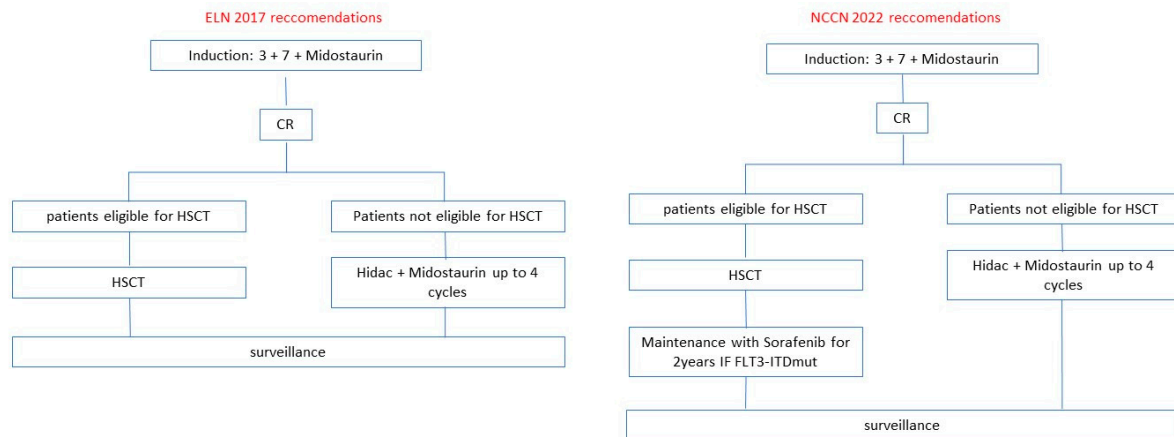 ELN 2017 reccomendations
Induction: 3 + 7 + Midostaurin
CR
patients eligible for HSCT
Patients not eligible for HSCT
HSCT
Hidac + Midostaurin up to 4
cycles
surveillance
NCCN 2022 reccomendations
Induction: 3 + 7 + Midostaurin
CR
patients eligible for HSCT
Patients not eligible for HSCT
HSCT
Hidac + Midostaurin up to 4
cycles
Maintenance with Sorafenib for
2years IF FLT3-ITDmut
surveillance